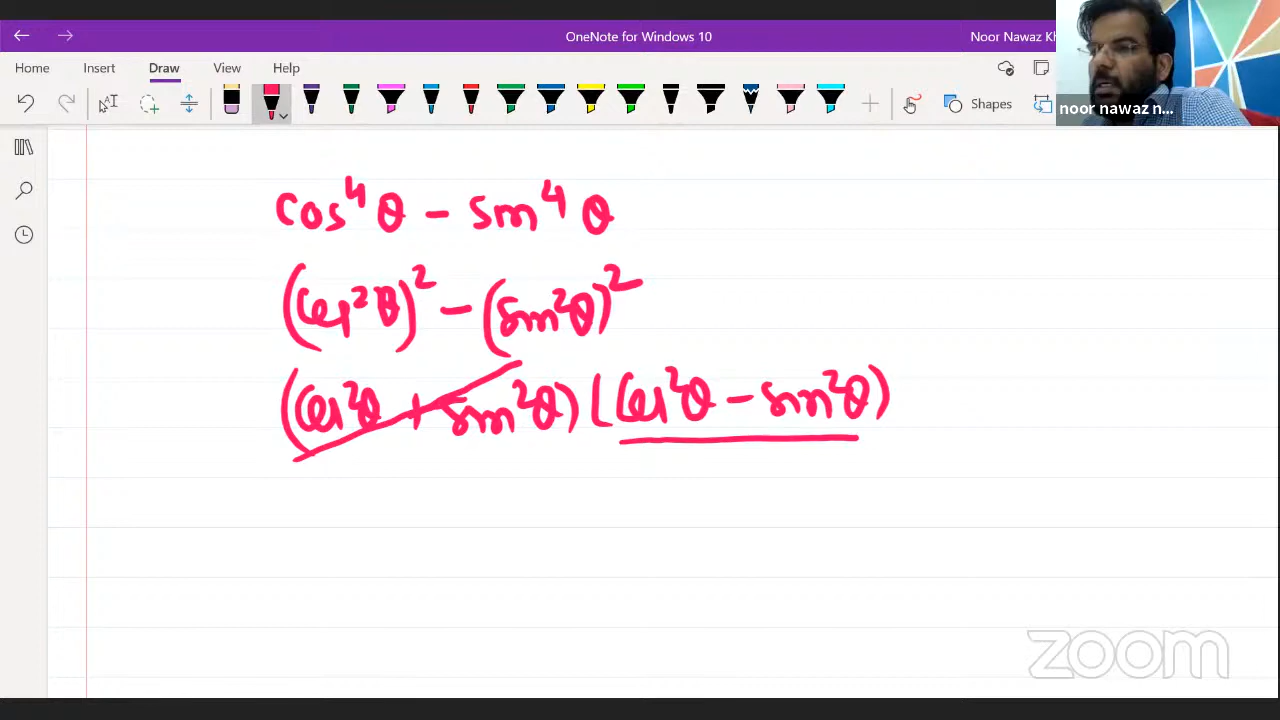 OneNote for Windows 10
Noor Nawaz Kh
Home Insert Draw View Help
Shapes
noor nawaz n...
cos⁴θ - sin⁴θ
(cos²θ)² - (sin²θ)²
(cos²θ + sin²θ)(cos²θ - sin²θ)
zoom